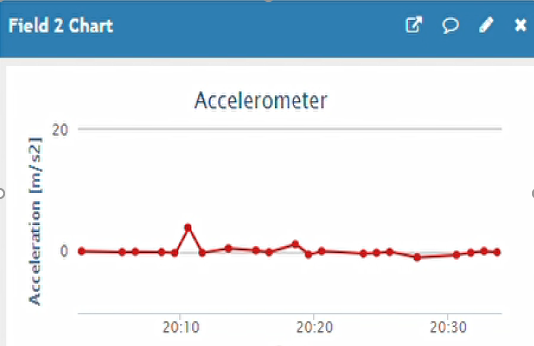 Field 2 Chart
Accelerometer
Acceleration [m/s2]
20
0
20:10 20:20 20:30